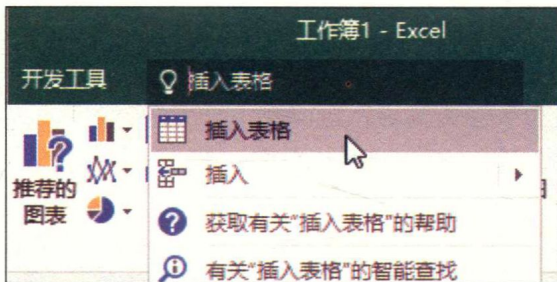 工作簿1 - Excel
开发工具
插入表格
插入表格
插入
推荐的
图表
获取有关“插入表格”的帮助
有关“插入表格”的智能查找